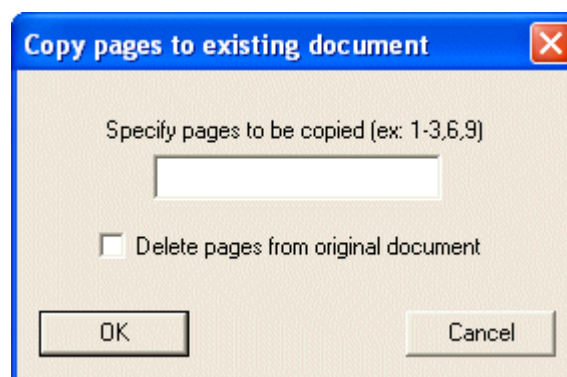 Copy pages to existing document
Specify pages to be copied (ex: 1-3,6,9)
Delete pages from original document
OK
Cancel